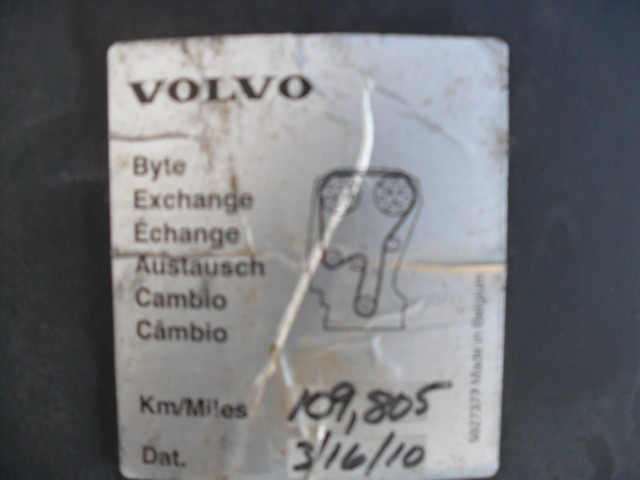 VOLVO
Byte
Exchange
Échange
Austausch
Cambio
Câmbio
Km/Miles 109,805
Dat. 3/16/10
Made in Belgium